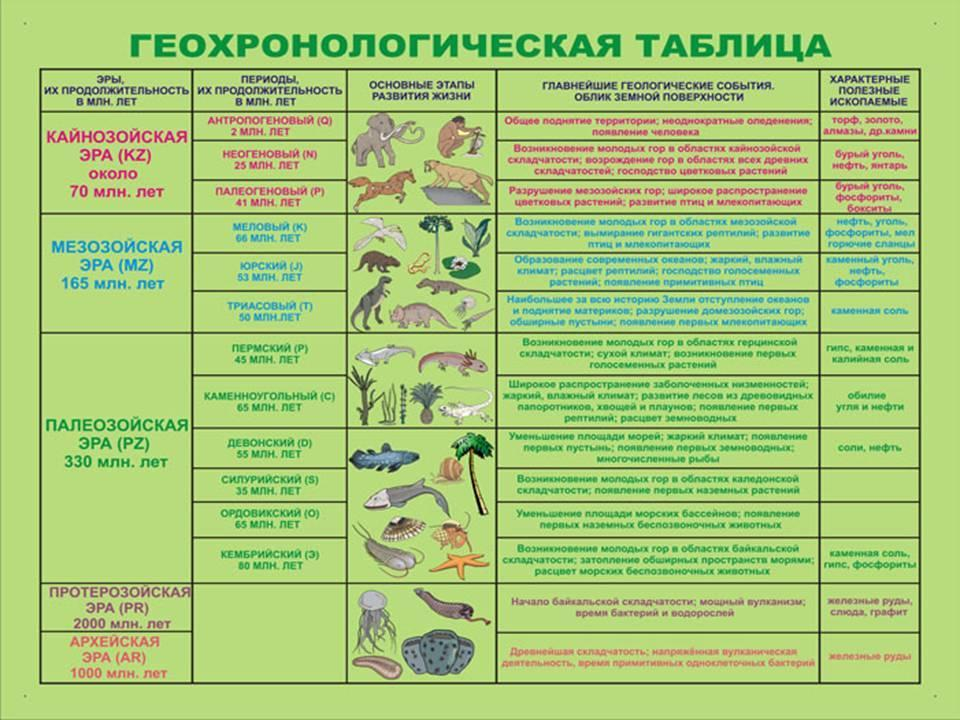 ГЕОХРОНОЛОГИЧЕСКАЯ ТАБЛИЦА
ЭРЫ,
ИХ ПРОДОЛЖИТЕЛЬНОСТЬ
В МЛН. ЛЕТ
ПЕРИОДЫ,
ИХ ПРОДОЛЖИТЕЛЬНОСТЬ
В МЛН. ЛЕТ
ОСНОВНЫЕ ЭТАПЫ
РАЗВИТИЯ ЖИЗНИ
ГЛАВНЕЙШИЕ ГЕОЛОГИЧЕСКИЕ СОБЫТИЯ.
ОБЛИК ЗЕМНОЙ ПОВЕРХНОСТИ
ХАРАКТЕРНЫЕ
ПОЛЕЗНЫЕ
ИСКОПАЕМЫЕ
КАЙНОЗОЙСКАЯ
ЭРА (KZ)
около
70 млн. лет
АНТРОПОГЕНОВЫЙ (Q)
2 МЛН. ЛЕТ
Общее поднятие территории; неоднократные оледенения;
появление человека
торф, золото,
алмазы, др.камни
НЕОГЕНОВЫЙ (N)
25 МЛН. ЛЕТ
Возникновение молодых гор в областях кайнозойской
складчатости; возрождение гор в областях всех древних
складчатостей; господство цветковых растений
бурый уголь,
нефть, янтарь
ПАЛЕОГЕНОВЫЙ (P)
41 МЛН. ЛЕТ
Разрушение мезозойских гор; широкое распространение
цветковых растений; развитие птиц и млекопитающих
бурый уголь,
фосфориты,
бокситы
МЕЗОЗОЙСКАЯ
ЭРА (MZ)
165 млн. лет
МЕЛОВЫЙ (K)
66 МЛН. ЛЕТ
Возникновение молодых гор в областях мезозойской
складчатости; вымирание гигантских рептилий; развитие
птиц и млекопитающих
нефть, уголь,
фосфориты, мел
горючие сланцы
ЮРСКИЙ (J)
53 МЛН. ЛЕТ
Образование современных океанов; жаркий, влажный
климат; расцвет рептилий; господство голосеменных
растений; появление примитивных птиц
каменный уголь,
нефть,
фосфориты
ТРИАСОВЫЙ (T)
50 МЛН.ЛЕТ
Наибольшее за всю историю Земли отступление океанов
и поднятие материков; разрушение домезозойских гор;
обширные пустыни; появление первых млекопитающих
каменная соль
ПАЛЕОЗОЙСКАЯ
ЭРА (PZ)
330 млн. лет
ПЕРМСКИЙ (P)
45 МЛН. ЛЕТ
Возникновение молодых гор в областях герцинской
складчатости; сухой климат; возникновение первых
голосеменных растений
гипс, каменная и
калийная соль
КАМЕННОУГОЛЬНЫЙ (C)
65 МЛН. ЛЕТ
Широкое распространение заболоченных низменностей;
жаркий, влажный климат; развитие лесов из древовидных
папоротников, хвощей и плаунов; появление первых
рептилий; расцвет земноводных
обилие
угля и нефти
ДЕВОНСКИЙ (D)
55 МЛН. ЛЕТ
Уменьшение площади морей; жаркий климат; появление
первых пустынь; появление первых земноводных;
многочисленные рыбы
соли, нефть
СИЛУРИЙСКИЙ (S)
35 МЛН. ЛЕТ
Возникновение молодых гор в областях каледонской
складчатости; появление первых наземных растений
ОРДОВИКСКИЙ (O)
65 МЛН. ЛЕТ
Уменьшение площади морских бассейнов; появление
первых наземных беспозвоночных животных
КЕМБРИЙСКИЙ (Э)
80 МЛН. ЛЕТ
Возникновение молодых гор в областях байкальской
складчатости; затопление обширных пространств морями;
расцвет морских беспозвоночных животных
каменная соль,
гипс, фосфориты
ПРОТЕРОЗОЙСКАЯ
ЭРА (PR)
2000 млн. лет
Начало байкальской складчатости; мощный вулканизм;
время бактерий и водорослей
железные руды,
слюда, графит
АРХЕЙСКАЯ
ЭРА (AR)
1000 млн. лет
Древнейшая складчатость; напряжённая вулканическая
деятельность, время примитивных одноклеточных бактерий
железные руды